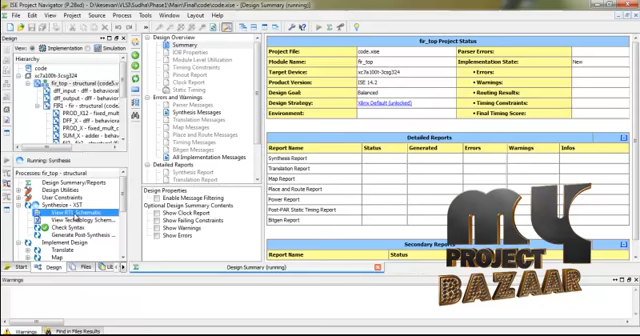 ISE Project Navigator (P.28xd) - D:\kesevan\VLSI\Sudha\Phase1\Main\Final\code\code.xise - [Design Summary (running)]
File Edit View Project Source Process Tools Window Layout Help
Design
View: Implementation Simulation
Hierarchy
code
xc7a100t-3csg324
fir_top - structural (code\
dff_input - dff - behavioral
dff_output - dff - behavioral
FIR1 - fir - structural (code\
PROD_X12 - fixed_mult_c
DFF_X - dff - behavioral
PROD_X - fixed_mult_c
SUM_X - adder - behavioral
Running: Synthesis
Processes: fir_top - structural
Design Summary/Reports
Design Utilities
User Constraints
Synthesize - XST
View RTL Schematic
View Technology Schem...
Check Syntax
Generate Post-Synthesis ...
Implement Design
Translate
Map
Start Design Files
Design Overview
Summary
IOB Properties
Module Level Utilization
Timing Constraints
Pinout Report
Clock Report
Static Timing
Errors and Warnings
Parser Messages
Synthesis Messages
Translation Messages
Map Messages
Place and Route Messages
Timing Messages
Bitgen Messages
All Implementation Messages
Detailed Reports
Synthesis Report
Translation Report
Design Properties
Enable Message Filtering
Optional Design Summary Contents
Show Clock Report
Show Failing Constraints
Show Warnings
Show Errors
Design Summary (running)
fir_top Project Status
Project File: code.xise Parser Errors:
Module Name: fir_top Implementation State: New
Target Device: xc7a100t-3csg324 • Errors:
Product Version: ISE 14.2 • Warnings:
Design Goal: Balanced • Routing Results:
Design Strategy: Xilinx Default (unlocked) • Timing Constraints:
Environment: • Final Timing Score:
Detailed Reports
Report Name Status Generated Errors Warnings Infos
Synthesis Report
Translation Report
Map Report
Place and Route Report
Power Report
Post-PAR Static Timing Report
Bitgen Report
Secondary Reports
Report Name Status
MY
PROJECT
BAZAAR
Warnings
Warnings Find in Files Results